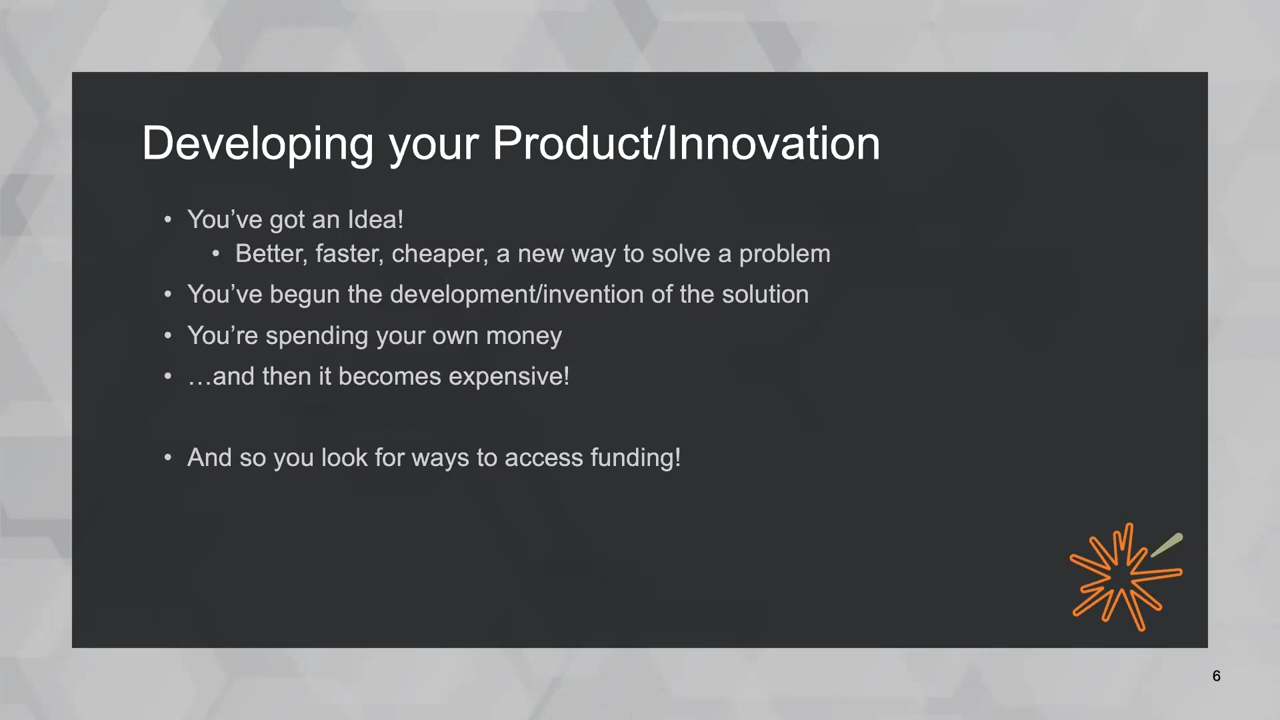 Developing your Product/Innovation
• You’ve got an Idea!
• Better, faster, cheaper, a new way to solve a problem
• You’ve begun the development/invention of the solution
• You’re spending your own money
• …and then it becomes expensive!
• And so you look for ways to access funding!
6